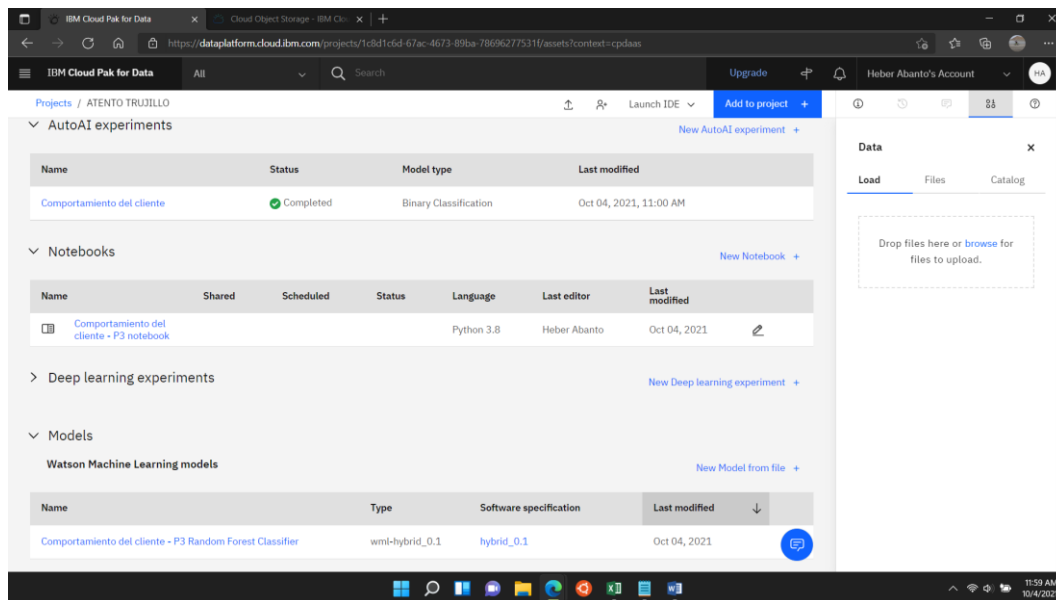 IBM Cloud Pak for Data
Cloud Object Storage - IBM Clo
https://dataplatform.cloud.ibm.com/projects/1c8d1c6d-67ac-4673-89ba-78696277531f/assets?context=cpdaas
IBM Cloud Pak for Data All Search Upgrade Heber Abanto's Account HA
Projects / ATENTO TRUJILLO Launch IDE Add to project +
AutoAI experiments
New AutoAI experiment +
Name Status Model type Last modified
Comportamiento del cliente Completed Binary Classification Oct 04, 2021, 11:00 AM
Notebooks
New Notebook +
Name Shared Scheduled Status Language Last editor Last modified
Comportamiento del
cliente - P3 notebook
Python 3.8 Heber Abanto Oct 04, 2021
Deep learning experiments
New Deep learning experiment +
Models
Watson Machine Learning models
New Model from file +
Name Type Software specification Last modified
Comportamiento del cliente - P3 Random Forest Classifier wml-hybrid_0.1 hybrid_0.1 Oct 04, 2021
Data
Load Files Catalog
Drop files here or browse for
files to upload.
11:59 AM
10/4/202